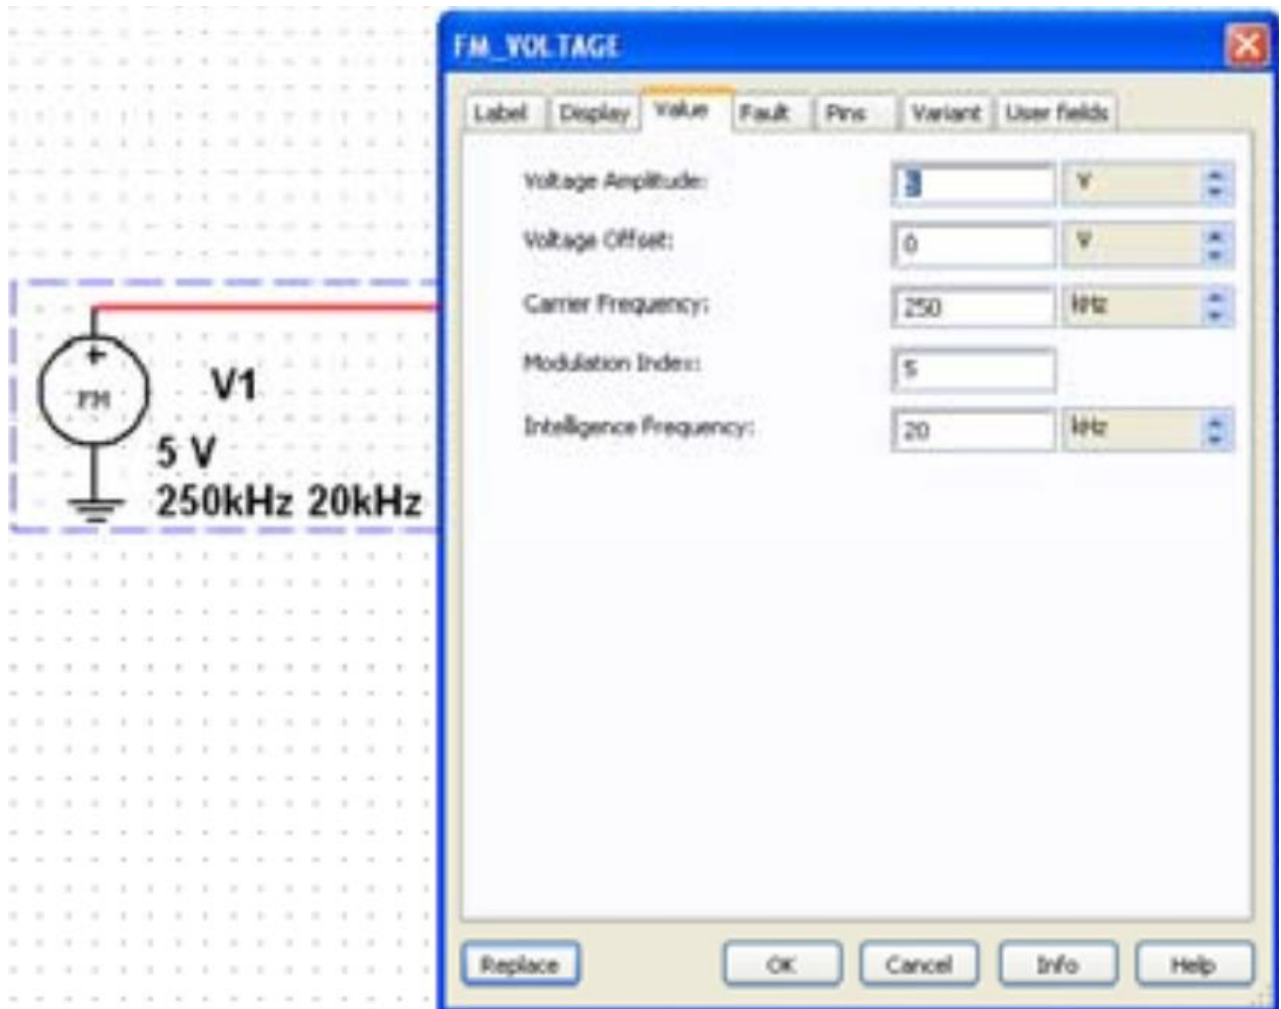 FM_VOLTAGE
Label Display Value Fault Pins Variant User fields
Voltage Amplitude: V
Voltage Offset: 0 V
Carrier Frequency: 250 kHz
Modulation Index: 5
Intelligence Frequency: 20 kHz
FM
V1
5 V
250kHz 20kHz
Replace OK Cancel Info Help